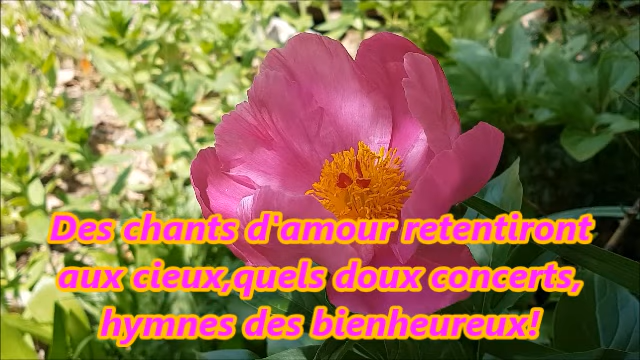 Des chants d'amour retentiront
aux cieux,quels doux concerts,
hymnes des bienheureux!